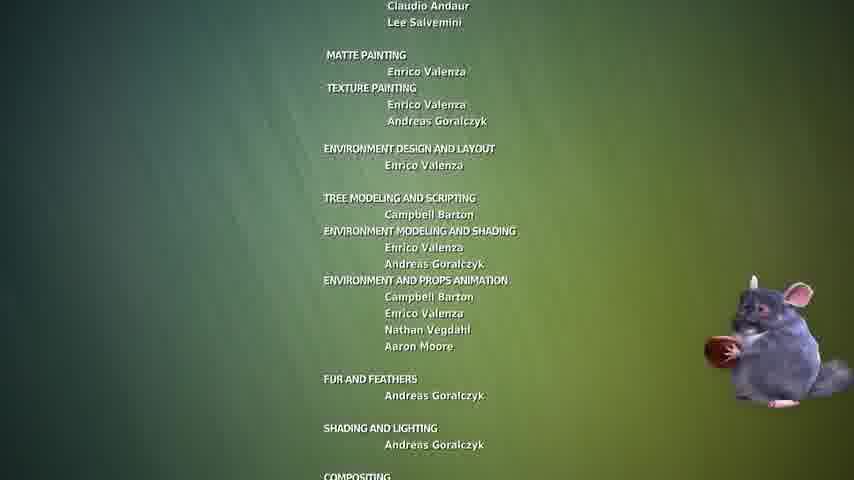 Claudio Andaur
Lee Salvemini
MATTE PAINTING
Enrico Valenza
TEXTURE PAINTING
Enrico Valenza
Andreas Goralczyk
ENVIRONMENT DESIGN AND LAYOUT
Enrico Valenza
TREE MODELING AND SCRIPTING
Campbell Barton
ENVIRONMENT MODELING AND SHADING
Enrico Valenza
Andreas Goralczyk
ENVIRONMENT AND PROPS ANIMATION
Campbell Barton
Enrico Valenza
Nathan Vegdahl
Aaron Moore
FUR AND FEATHERS
Andreas Goralczyk
SHADING AND LIGHTING
Andreas Goralczyk
COMPOSITING